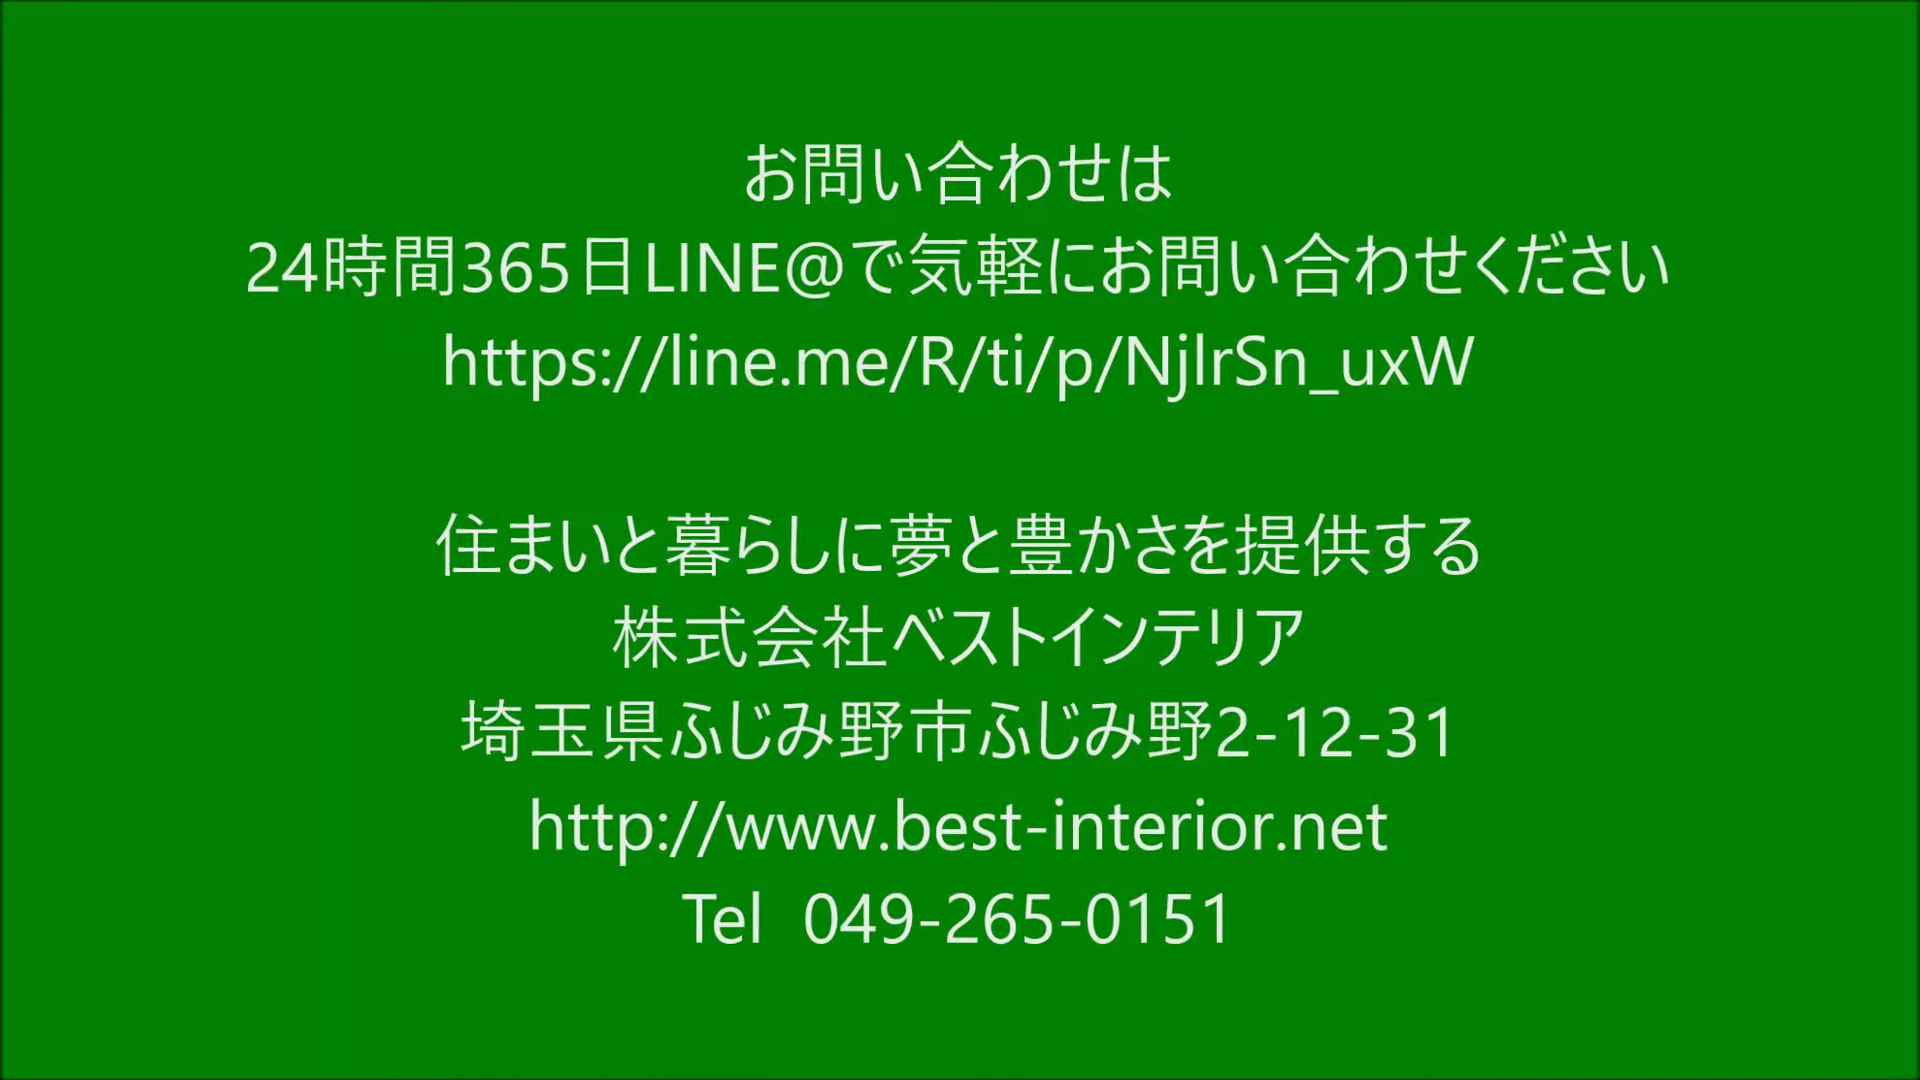 お問い合わせは
24時間365日LINE@で気軽にお問い合わせください
https://line.me/R/ti/p/NjlrSn_uxW
住まいと暮らしに夢と豊かさを提供する
株式会社ベストインテリア
埼玉県ふじみ野市ふじみ野2-12-31
http://www.best-interior.net
Tel 049-265-0151